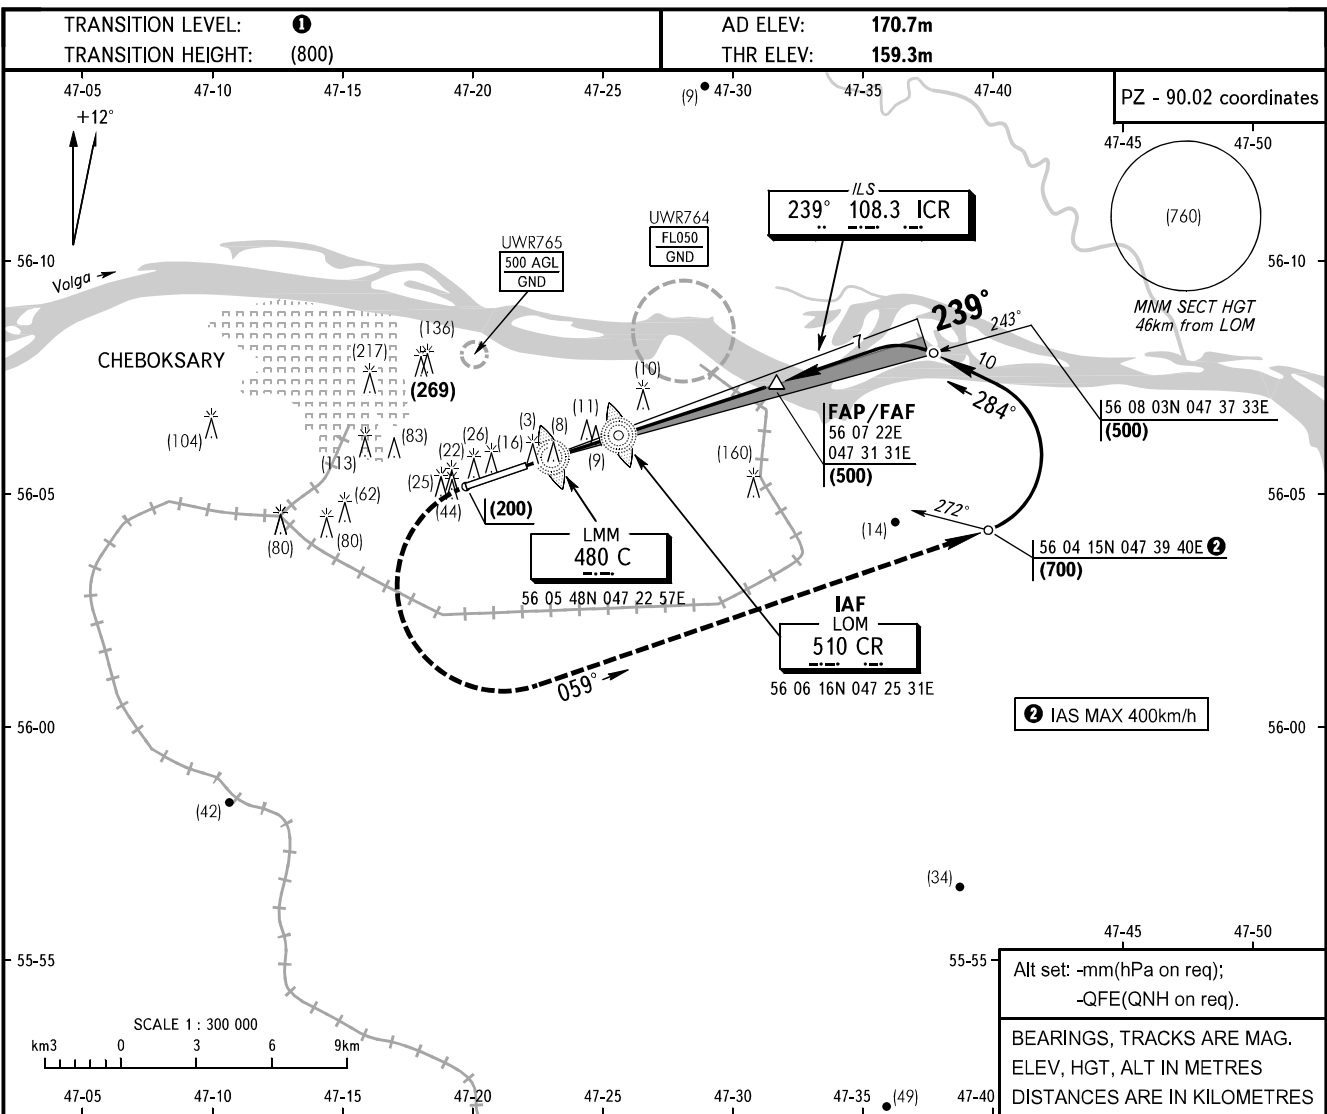 TRANSITION LEVEL: ❶
TRANSITION HEIGHT: (800)
AD ELEV: 170.7m
THR ELEV: 159.3m
47-05 47-10 47-15 47-20 47-25 47-30 47-35 47-40
(9)
PZ - 90.02 coordinates
+12°
47-45 47-50
ILS
239° 108.3 ICR
(760)
UWR764
FL050
GND
UWR765
500 AGL
GND
56-10
56-10
Volga
MNM SECT HGT
46km from LOM
239°
243°
7
10
(136)
CHEBOKSARY
(217)
(269)
(10)
284°
56 08 03N 047 37 33E
(500)
FAP/FAF
56 07 22E
047 31 31E
(500)
(104)
(113)
(83)
(22)
(26)
(16)
(3)
(8)
(11)
(9)
(160)
(25)
(44)
56-05
56-05
(62)
(80)
(80)
(200)
(14)
272°
LMM
480 C
56 05 48N 047 22 57E
56 04 15N 047 39 40E ❷
(700)
IAF
LOM
510 CR
56 06 16N 047 25 31E
059°
❷ IAS MAX 400km/h
56-00
56-00
(42)
(34)
47-45 47-50
55-55
55-55
Alt set: -mm(hPa on req);
-QFE(QNH on req).
SCALE 1 : 300 000
km3 0 3 6 9km
BEARINGS, TRACKS ARE MAG.
ELEV, HGT, ALT IN METRES
DISTANCES ARE IN KILOMETRES
47-05 47-10 47-15 47-20 47-25 47-30 47-35 (49) 47-40